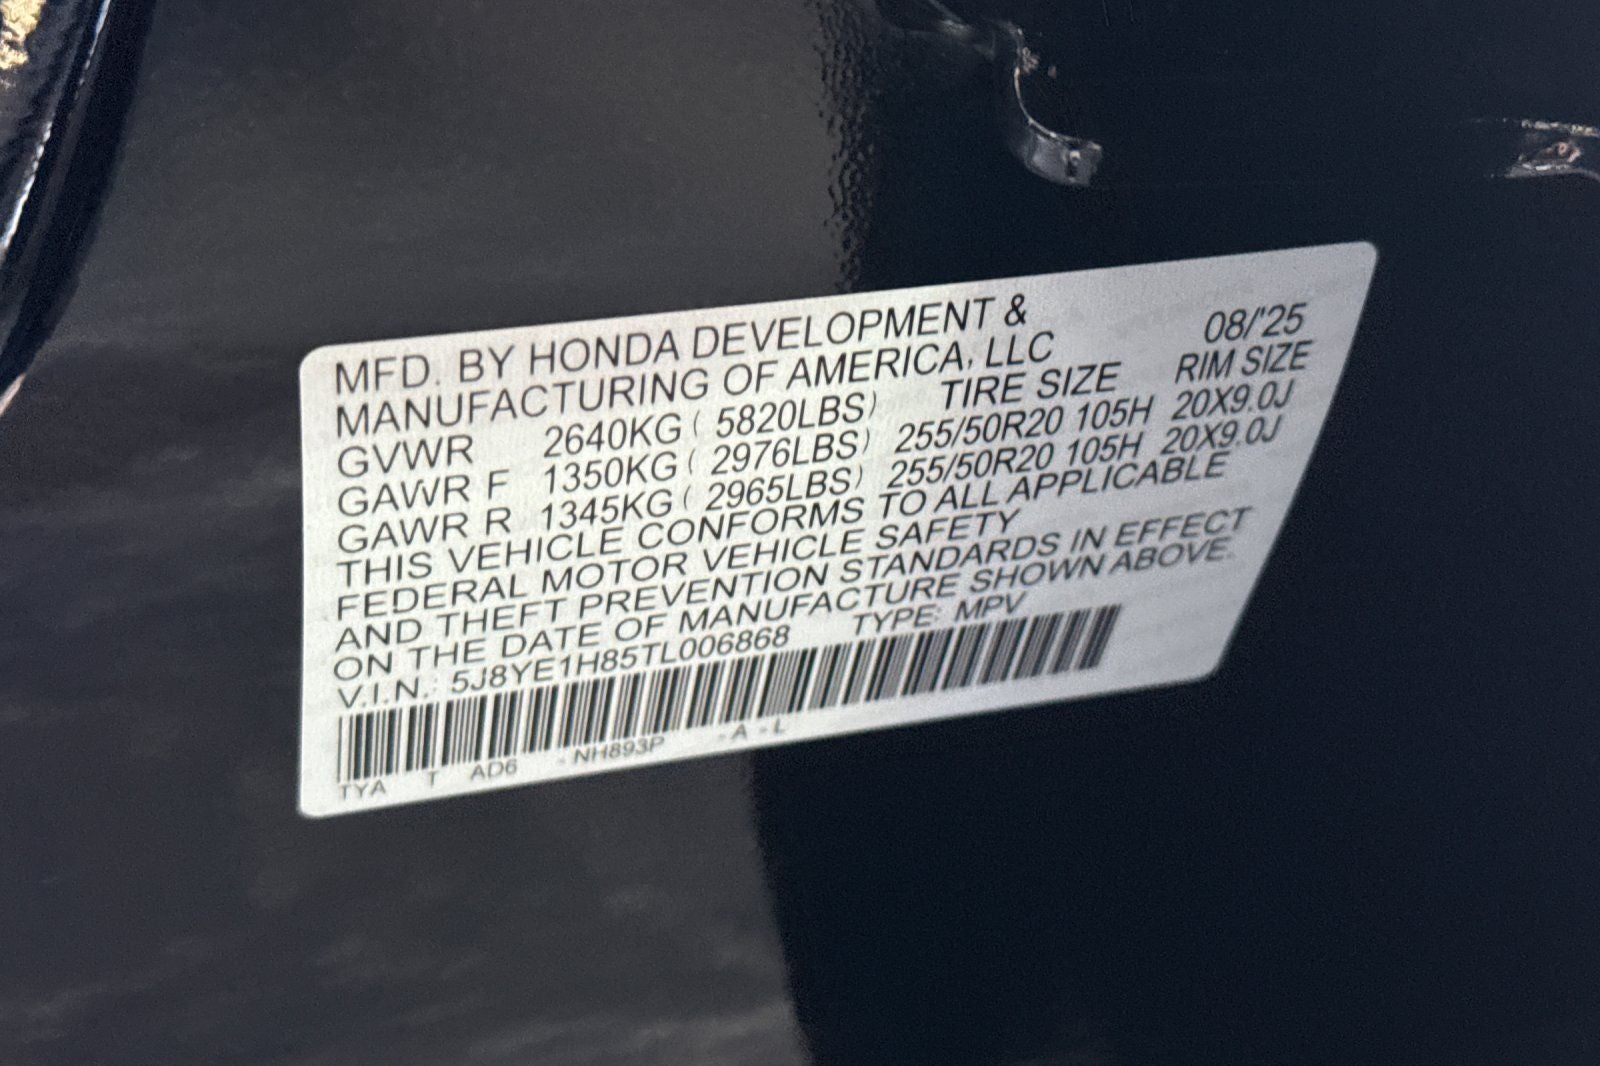 MFD. BY HONDA DEVELOPMENT &
MANUFACTURING OF AMERICA, LLC 08/'25
GVWR 2640KG ( 5820LBS) TIRE SIZE RIM SIZE
GAWR F 1350KG ( 2976LBS) 255/50R20 105H 20X9.0J
GAWR R 1345KG ( 2965LBS) 255/50R20 105H 20X9.0J
THIS VEHICLE CONFORMS TO ALL APPLICABLE
FEDERAL MOTOR VEHICLE SAFETY
AND THEFT PREVENTION STANDARDS IN EFFECT
ON THE DATE OF MANUFACTURE SHOWN ABOVE.
V.I.N.: 5J8YE1H85TL006868 TYPE: MPV
TYA T AD6 - NH893P - A - L